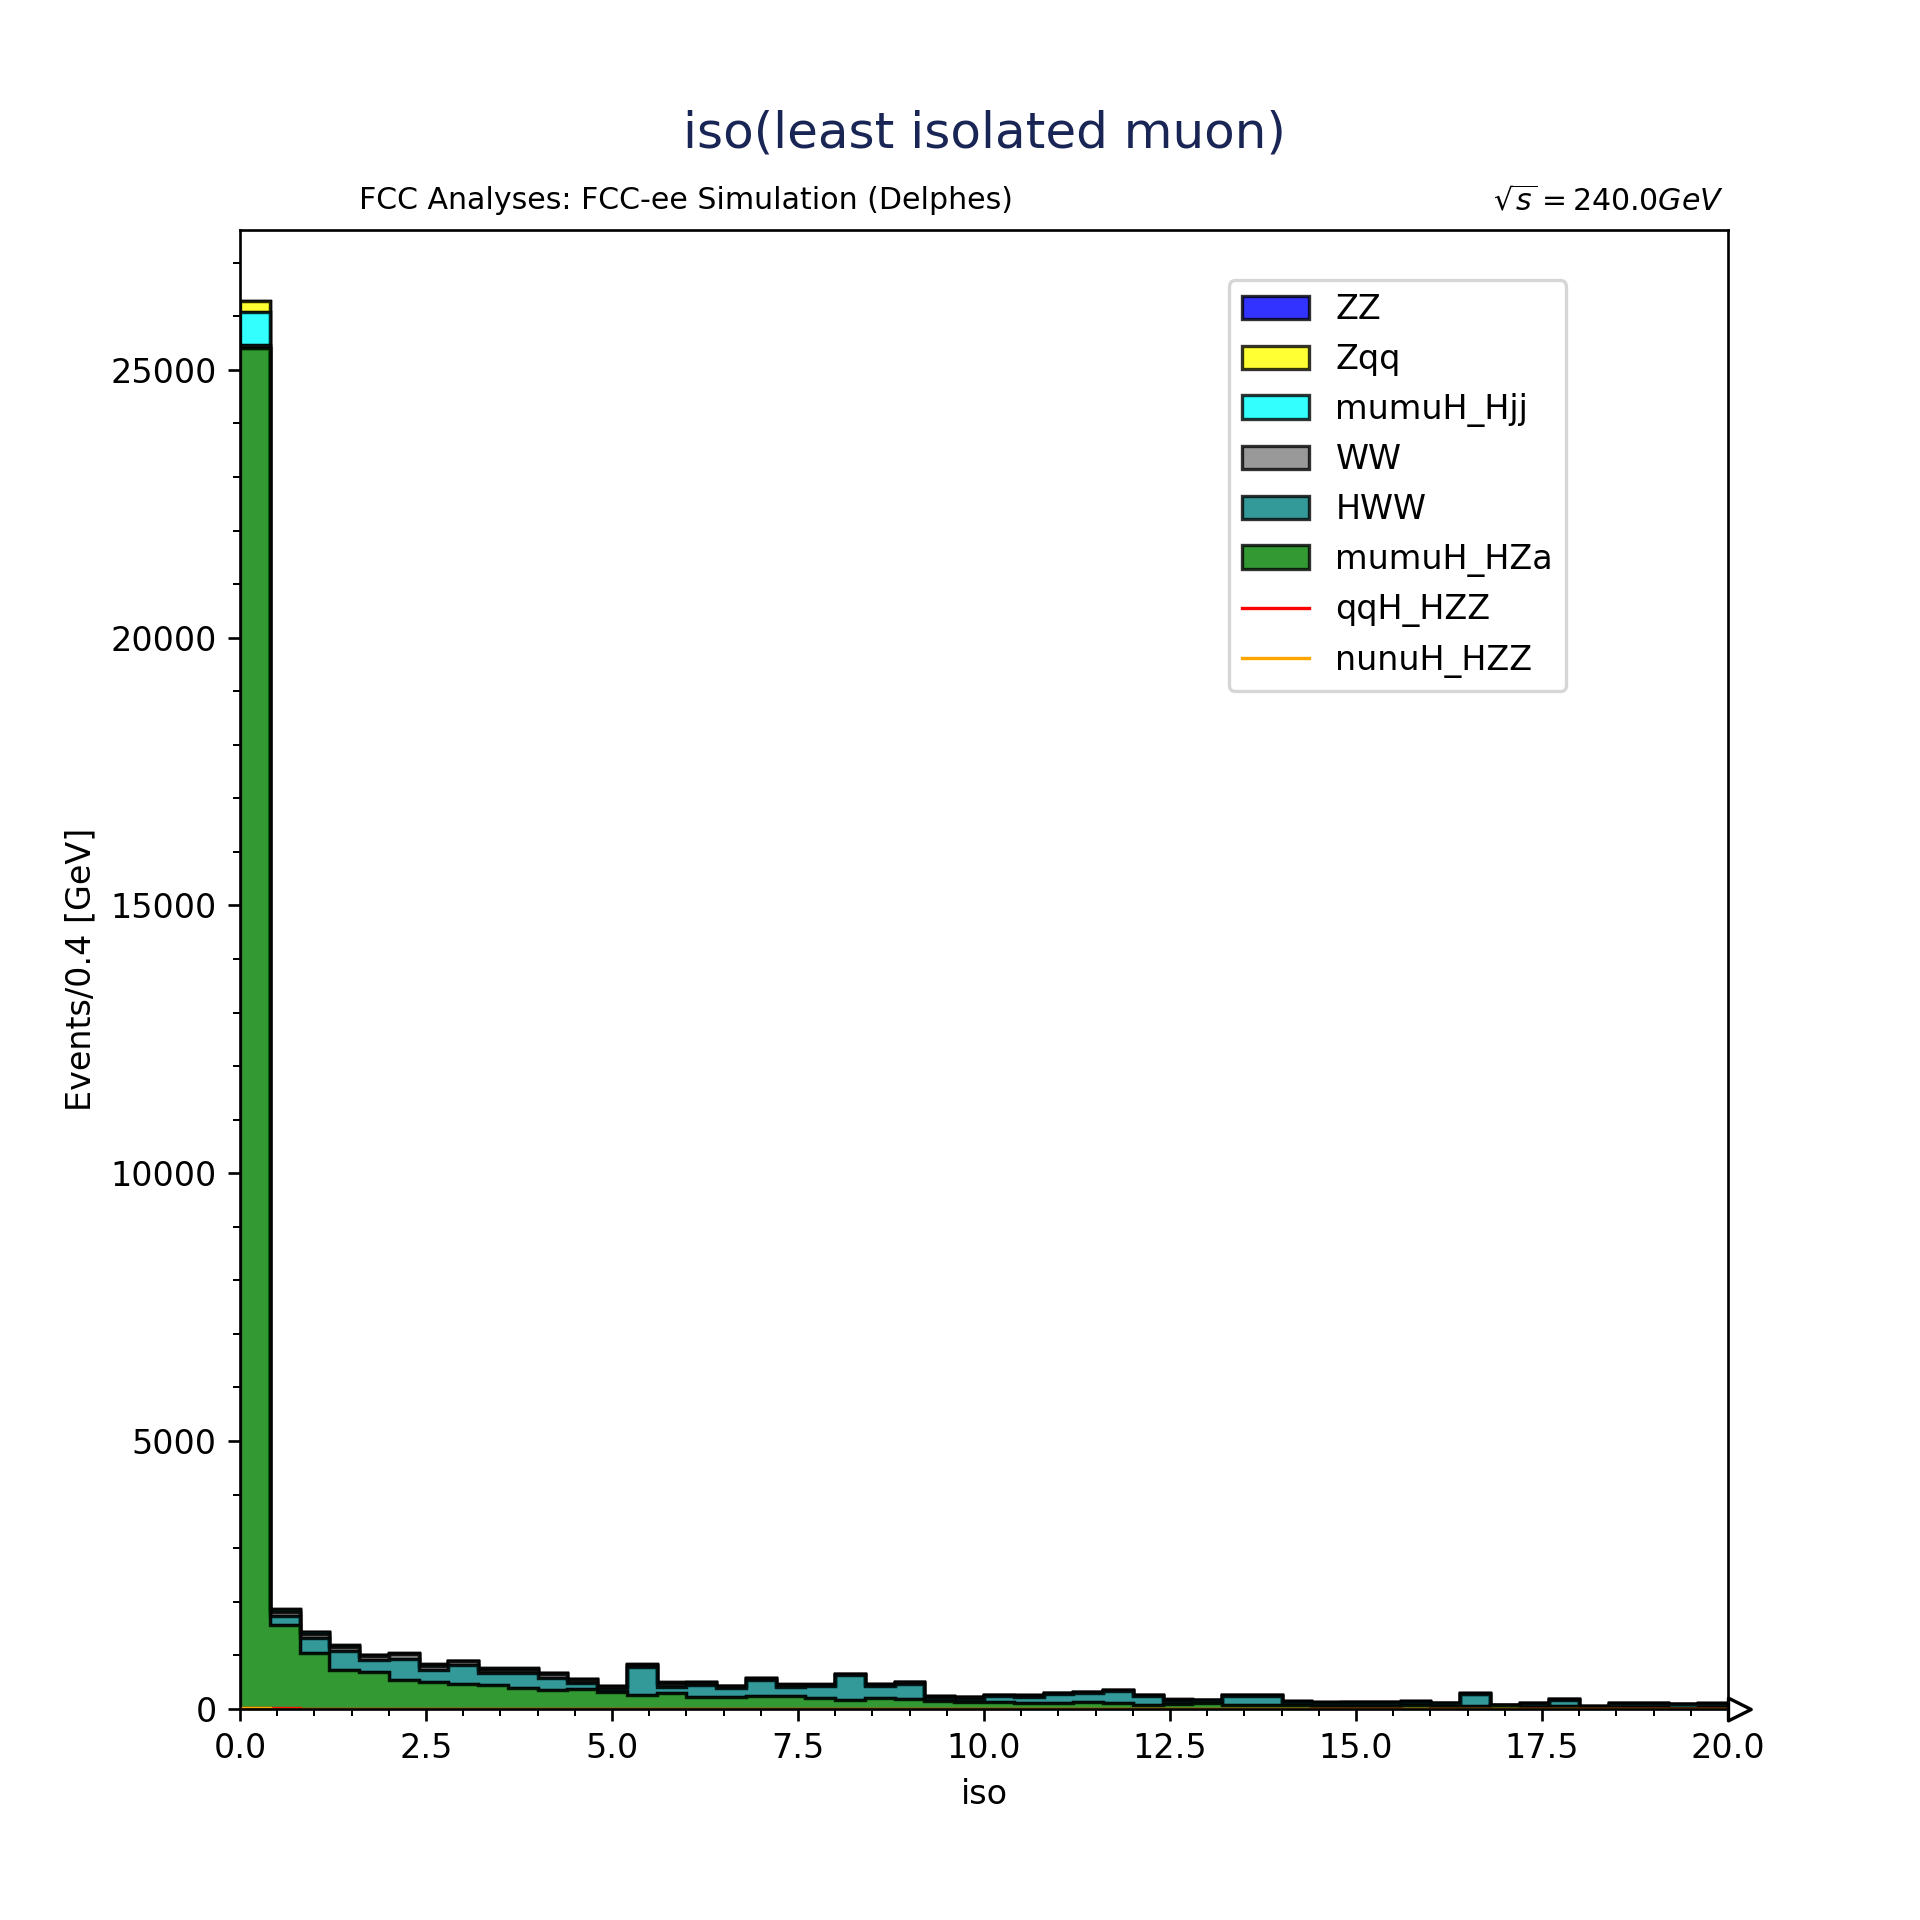 iso(least isolated muon)
FCC Analyses: FCC-ee Simulation (Delphes)
√s = 240.0GeV
ZZ
Zqq
mumuH_Hjj
WW
HWW
mumuH_HZa
qqH_HZZ
nunuH_HZZ
Events/0.4 [GeV]
25000
20000
15000
10000
5000
0
0.0 2.5 5.0 7.5 10.0 12.5 15.0 17.5 20.0
iso